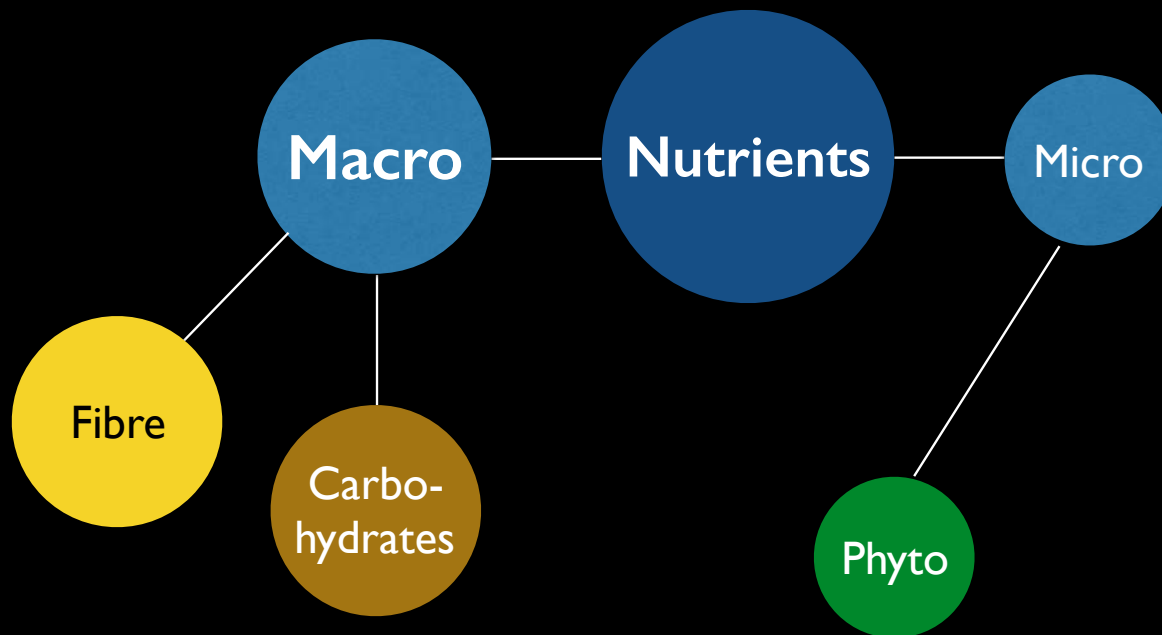 Macro
Nutrients
Micro
Fibre
Carbo-
hydrates
Phyto